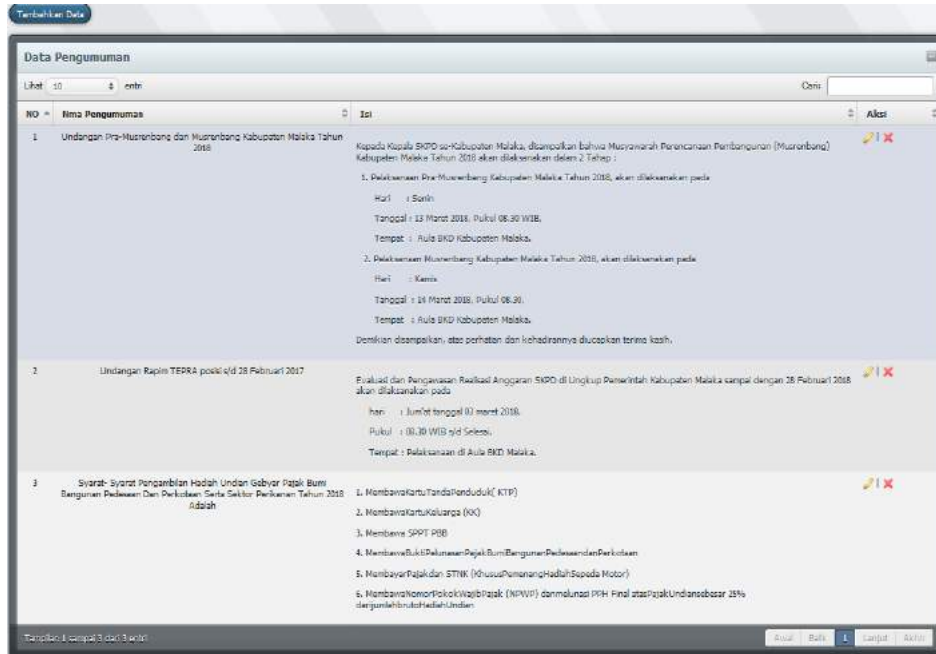 Tambahkan Data
Data Pengumuman
Lihat 10 entri
Caris
NO Nma Pengumuman Isi Aksi
1 Undangan Pra-Musrenbang dan Musrenbang Kabupaten Malaka Tahun
2018
Kepada Kepala SKPD se-Kabupaten Malaka, disampaikan bahwa Musyawarah Perencanaan Pembangunan (Musrenbang)
Kabupaten Malaka Tahun 2018 akan dilaksanakan dalam 2 Tahap :
1. Pelaksanaan Pra-Musrenbang Kabupaten Malaka Tahun 2018, akan dilaksanakan pada
Hari : Senin
Tanggal : 13 Maret 2018, Pukul 08.30 WIB.
Tempat : Aula BKD Kabupaten Malaka.
2. Pelaksanaan Musrenbang Kabupaten Malaka Tahun 2018, akan dilaksanakan pada
Hari : Kamis
Tanggal : 16 Maret 2018, Pukul 08.30.
Tempat : Aula BKD Kabupaten Malaka.
Demikian disampaikan, atas perhatian dan kehadirannya diucapkan terima kasih.
2 Undangan Rapim TEPRA posisi s/d 28 Februari 2017
Evaluasi dan Pengawasan Realisasi Anggaran SKPD di Lingkup Pemerintah Kabupaten Malaka sampai dengan 28 Februari 2018
akan dilaksanakan pada
hari : Jum'at tanggal 03 maret 2018.
Pukul : 08.30 WIB s/d Selesai.
Tempat : Pelaksanaan di Aula BKD Malaka.
3 Syarat- Syarat Pengambilan Hadiah Undian Gebyar Pajak Bumi
Bangunan Pedesaan Dan Perkotaan Serta Sektor Perikanan Tahun 2018
Adalah
1. MembawaKartuTandaPenduduk( KTP)
2. MembawaKartuKeluarga (KK)
3. Membawa SPPT PBB
4. MembawaBuktiPelunasanPajakBumiBangunanPedesaandanPerkotaan
5. MembayarPajakdan STNK (KhususPemenangHadiahSepeda Motor)
6. MembawaNomorPokokWajibPajak (NPWP) danmelunasi PPH Final atasPajakUndiansebesar 25%
darijumlahbrutoHadiahUndian
Tampilan 1 sampai 3 dari 3 entri
Awal Balik 1 Lanjut Akhir